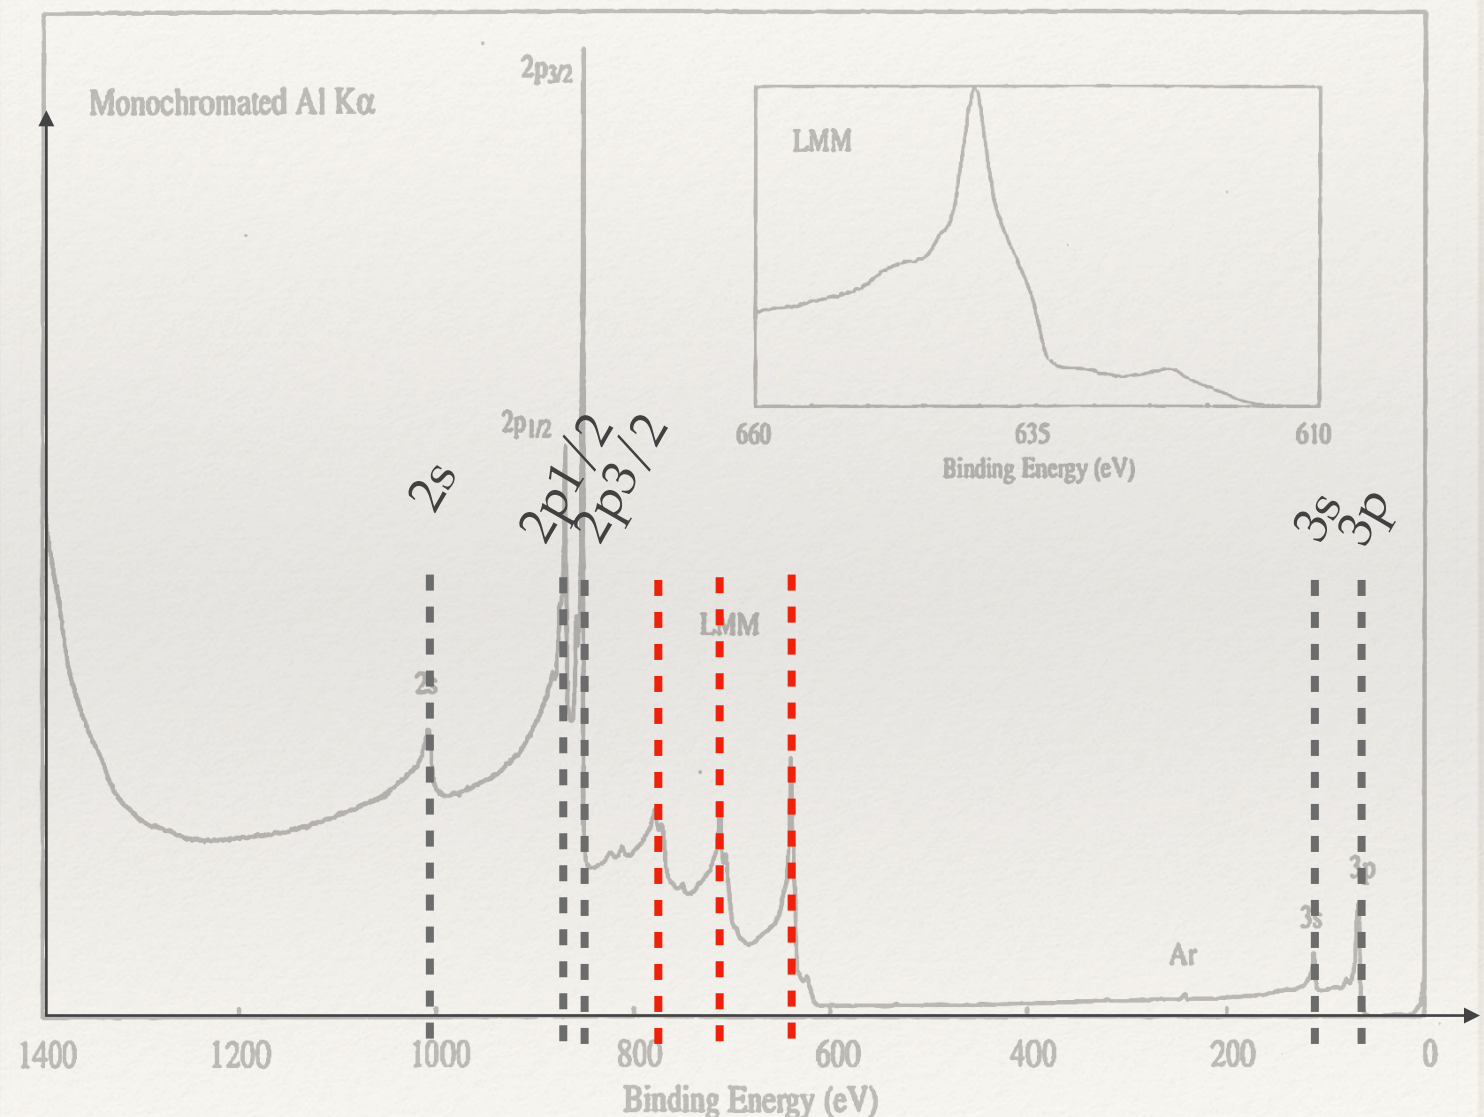 2p3/2
Monochromated Al Kα
LMM
2p1/2
660 635 610
Binding Energy (eV)
2s
2p1/2
2p3/2
3s
3p
LMM
2s
3p
3s
Ar
1400 1200 1000 800 600 400 200 0
Binding Energy (eV)